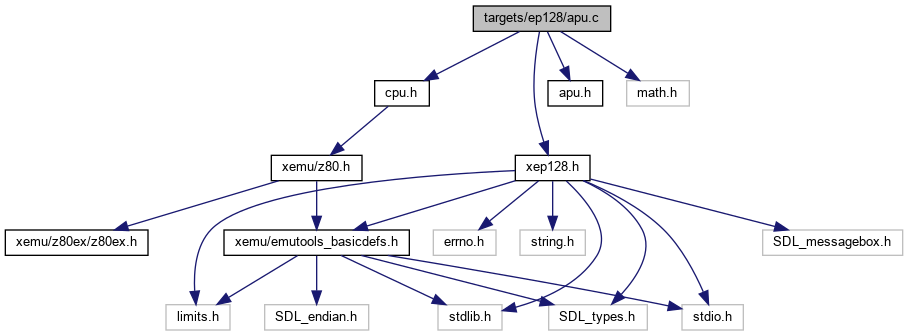 targets/ep128/apu.c
cpu.h
apu.h
math.h
xemu/z80.h
xep128.h
xemu/z80ex/z80ex.h
xemu/emutools_basicdefs.h
errno.h
string.h
SDL_messagebox.h
limits.h
SDL_endian.h
stdlib.h
SDL_types.h
stdio.h